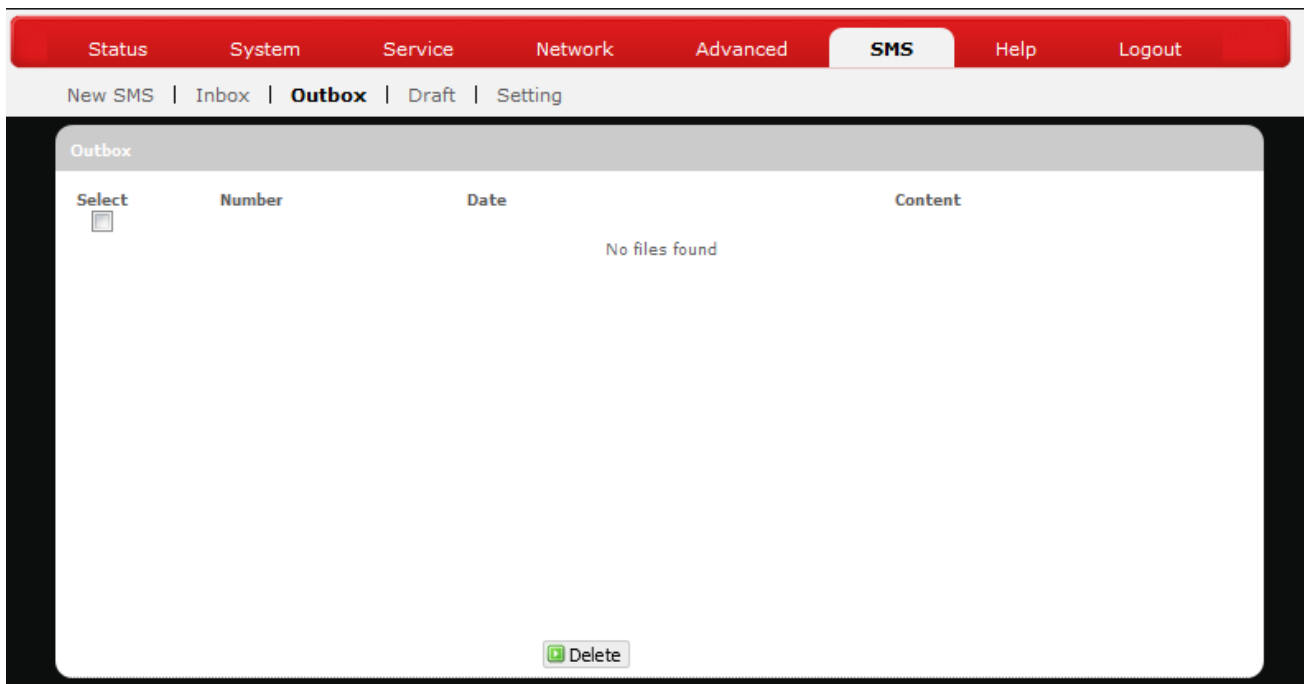 Status System Service Network Advanced SMS Help Logout
New SMS | Inbox | Outbox | Draft | Setting
Outbox
Select Number Date Content
No files found
Delete